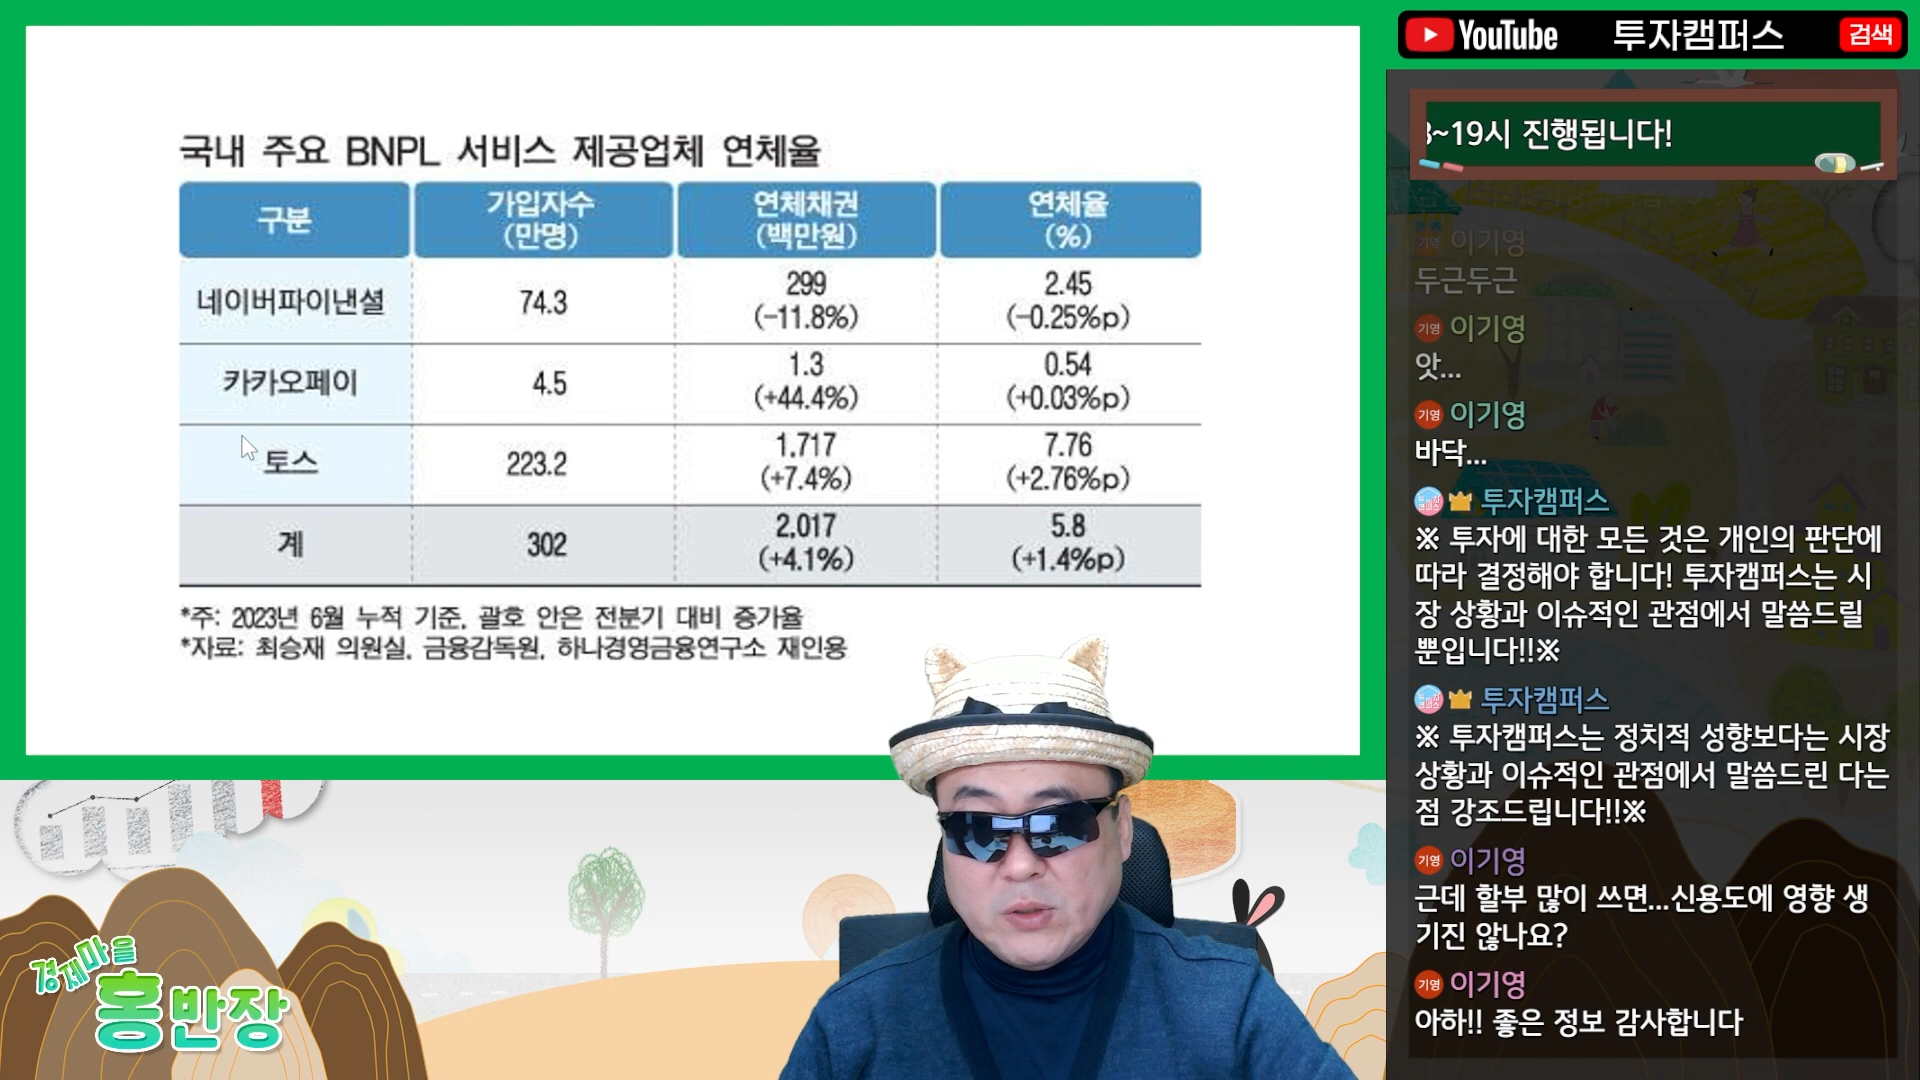 국내 주요 BNPL 서비스 제공업체 연체율
구분 가입자수 (만명) 연체채권 (백만원) 연체율 (%)
네이버파이낸셜 74.3 299 (-11.8%) 2.45 (-0.25%p)
카카오페이 4.5 1.3 (+44.4%) 0.54 (+0.03%p)
토스 223.2 1,717 (+7.4%) 7.76 (+2.76%p)
계 302 2,017 (+4.1%) 5.8 (+1.4%p)
*주: 2023년 6월 누적 기준, 괄호 안은 전분기 대비 증가율
*자료: 최승재 의원실, 금융감독원, 하나경영금융연구소 재인용
경제마을
홍반장
YouTube 투자캠퍼스 검색
~19시 진행됩니다!
기영 이기영
두근두근
기영 이기영
앗...
기영 이기영
바닥...
투자캠퍼스
※ 투자에 대한 모든 것은 개인의 판단에
따라 결정해야 합니다! 투자캠퍼스는 시
장 상황과 이슈적인 관점에서 말씀드릴
뿐입니다!!※
투자캠퍼스
※ 투자캠퍼스는 정치적 성향보다는 시장
상황과 이슈적인 관점에서 말씀드린 다는
점 강조드립니다!!※
기영 이기영
근데 할부 많이 쓰면...신용도에 영향 생
기진 않나요?
기영 이기영
아하!! 좋은 정보 감사합니다